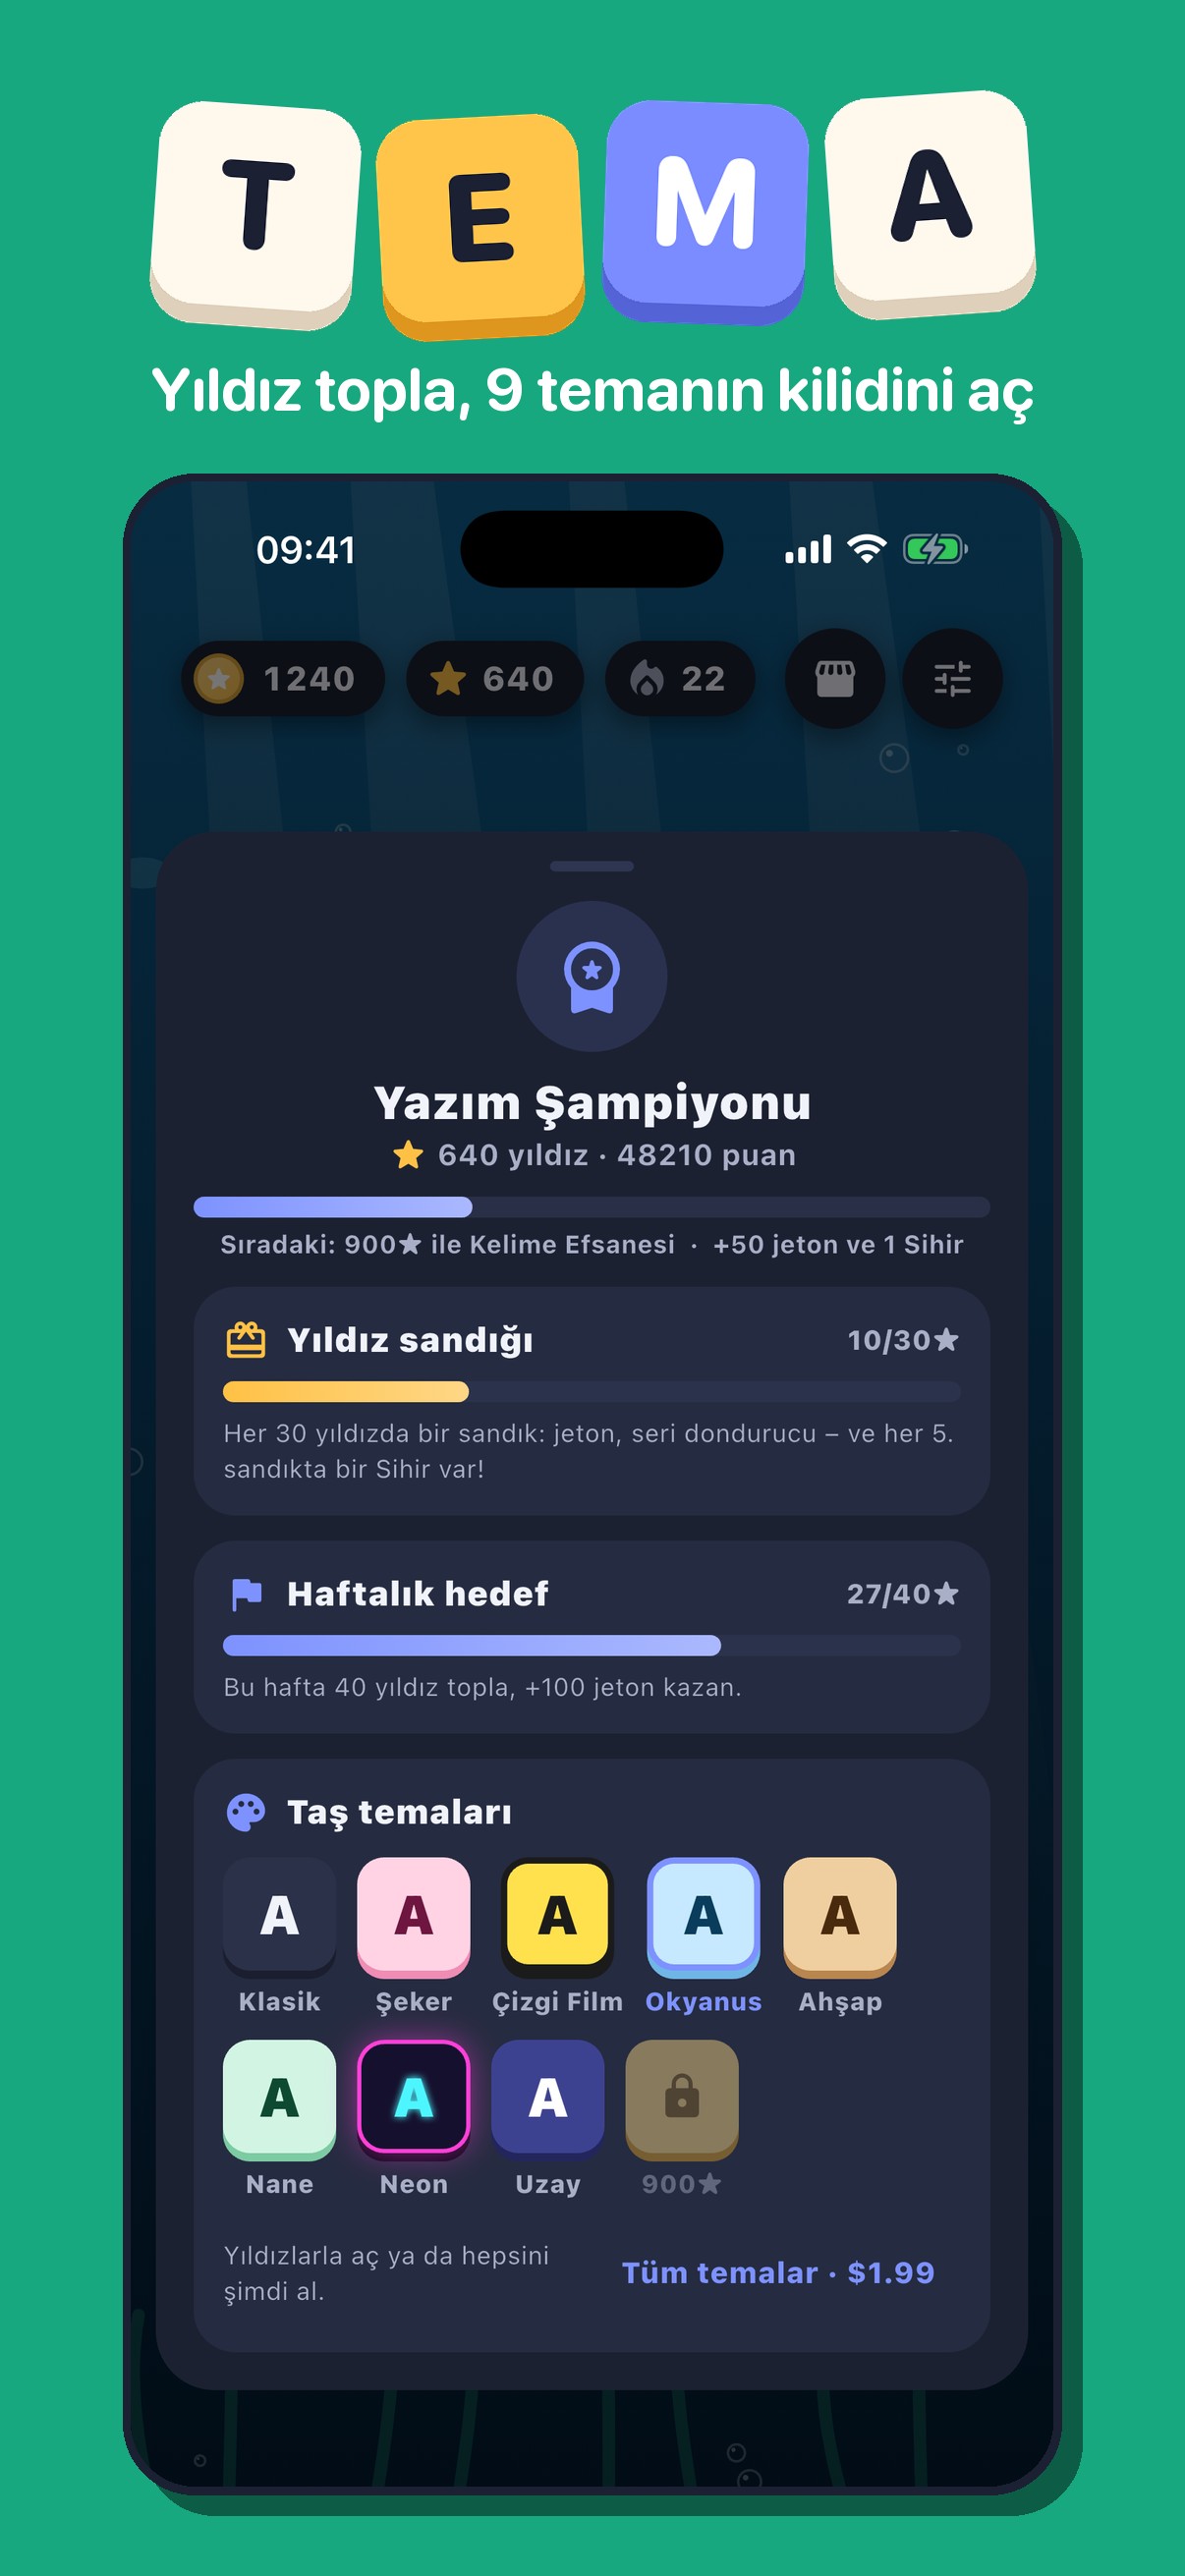 TEMA
Yıldız topla, 9 temanın kilidini aç
09:41
1240 640 22
Yazım Şampiyonu
640 yıldız · 48210 puan
Sıradaki: 900★ ile Kelime Efsanesi · +50 jeton ve 1 Sihir
Yıldız sandığı 10/30★
Her 30 yıldızda bir sandık: jeton, seri dondurucu – ve her 5.
sandıkta bir Sihir var!
Haftalık hedef 27/40★
Bu hafta 40 yıldız topla, +100 jeton kazan.
Taş temaları
A A A A A
Klasik Şeker Çizgi Film Okyanus Ahşap
A A A
Nane Neon Uzay 900★
Yıldızlarla aç ya da hepsini
şimdi al.
Tüm temalar · $1.99